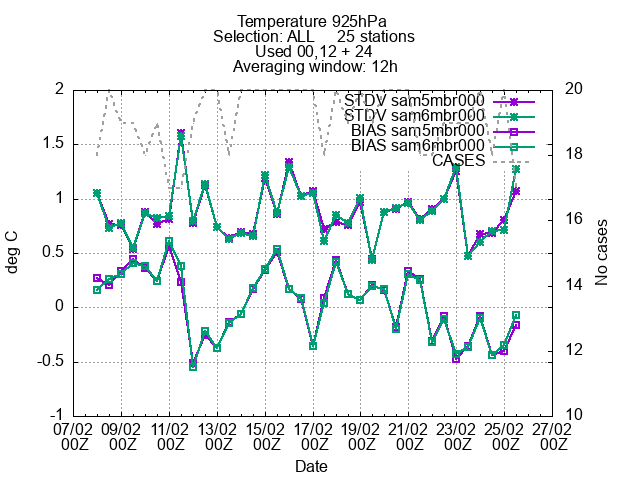 Temperature 925hPa
Selection: ALL 25 stations
Used 00,12 + 24
Averaging window: 12h
STDV sam5mbr000
STDV sam6mbr000
BIAS sam5mbr000
BIAS sam6mbr000
CASES
2
1.5
1
0.5
0
-0.5
-1
deg C
20
18
16
14
12
10
No cases
07/02 09/02 11/02 13/02 15/02 17/02 19/02 21/02 23/02 25/02 27/02
00Z 00Z 00Z 00Z 00Z 00Z 00Z 00Z 00Z 00Z 00Z
Date